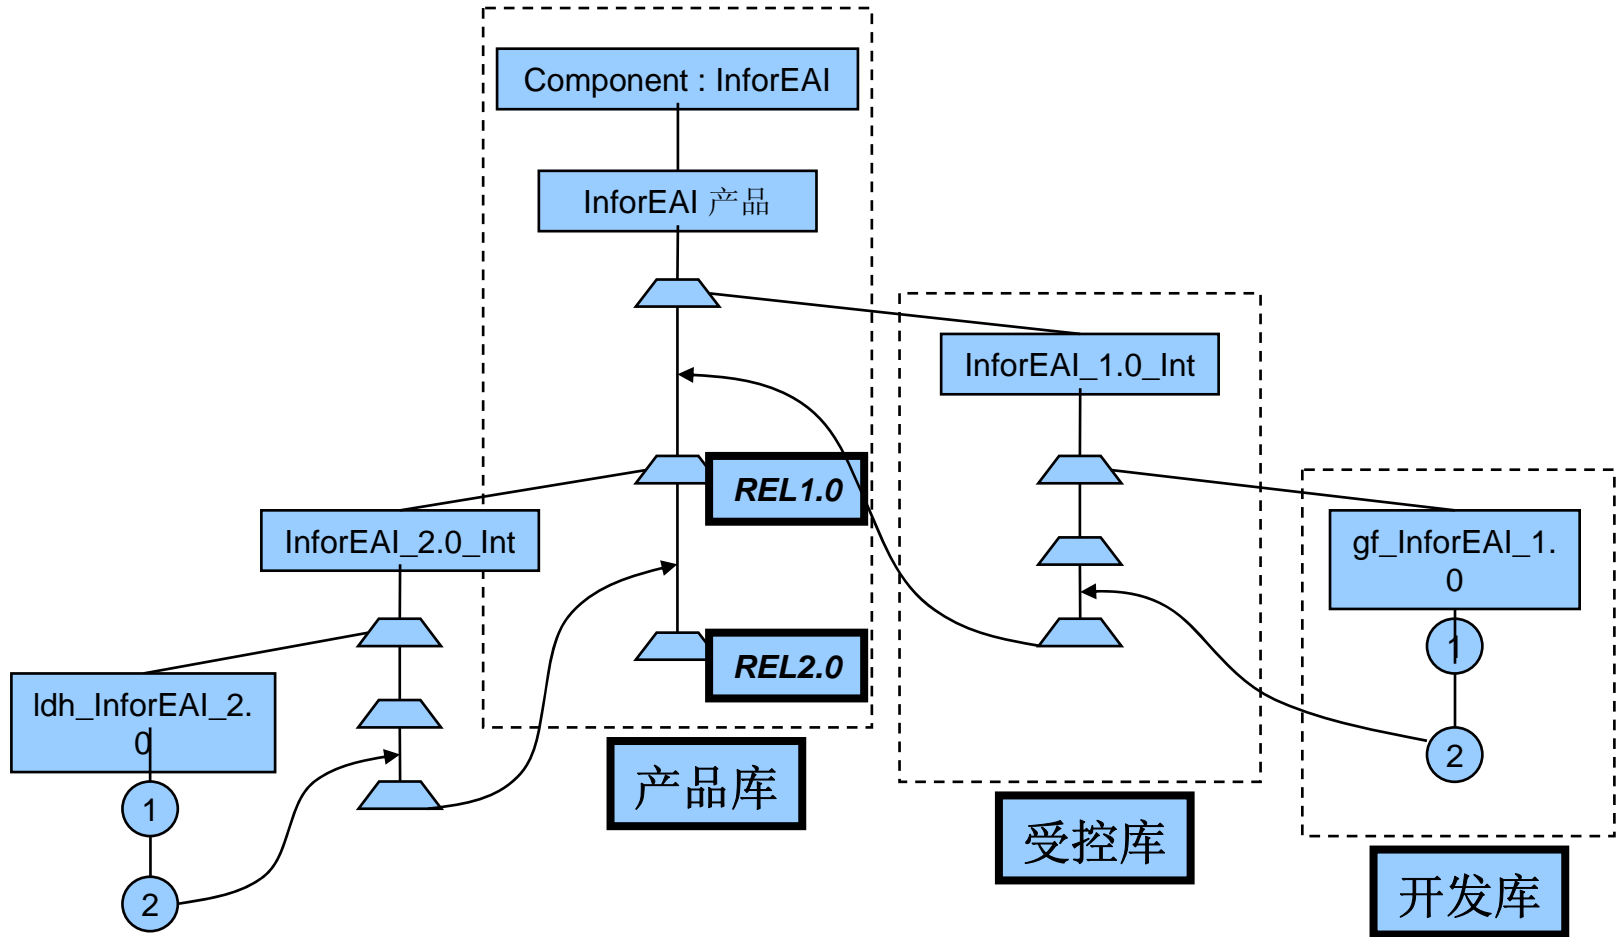 Component : InforEAI
InforEAI 产品
InforEAI_1.0_Int
REL1.0
InforEAI_2.0_Int
gf_InforEAI_1.
0
1
2
REL2.0
ldh_InforEAI_2.
0
1
2
产品库
受控库
开发库